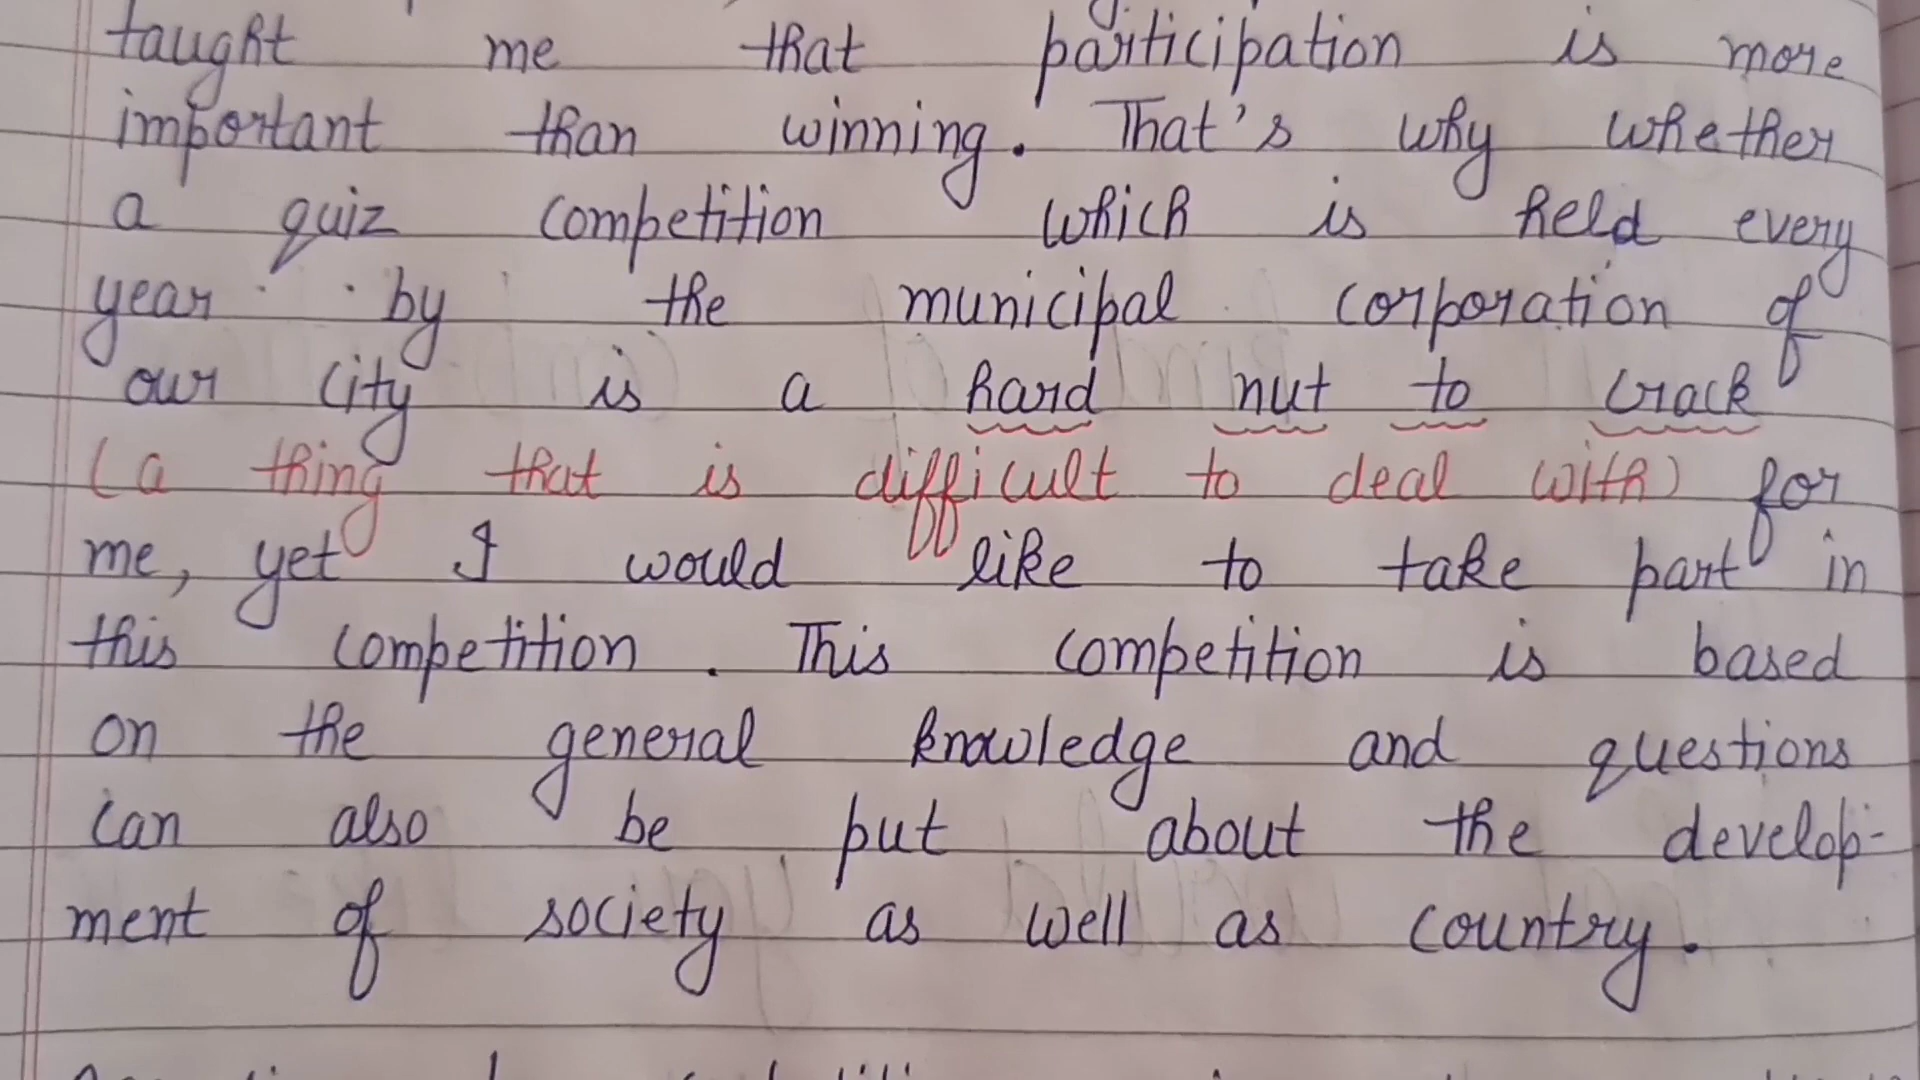 taught me that participation is more
important than winning. That's why whether
a quiz competition which is held every
year by the municipal corporation of
our city is a hard nut to crack
(a thing that is difficult to deal with) for
me, yet I would like to take part in
this competition. This competition is based
on the general knowledge and questions
can also be put about the develop-
ment of society as well as country.